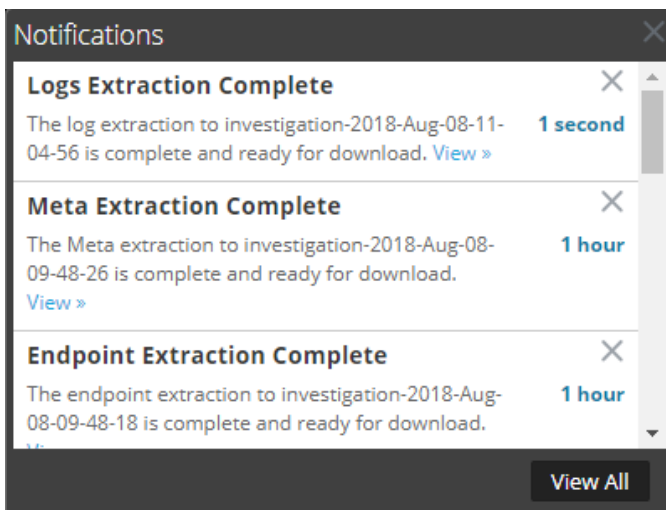 Notifications
Logs Extraction Complete
The log extraction to investigation-2018-Aug-08-11-
1 second
04-56 is complete and ready for download. View »
Meta Extraction Complete
The Meta extraction to investigation-2018-Aug-08-
1 hour
09-48-26 is complete and ready for download.
View »
Endpoint Extraction Complete
The endpoint extraction to investigation-2018-Aug-
1 hour
08-09-48-18 is complete and ready for download.
View All